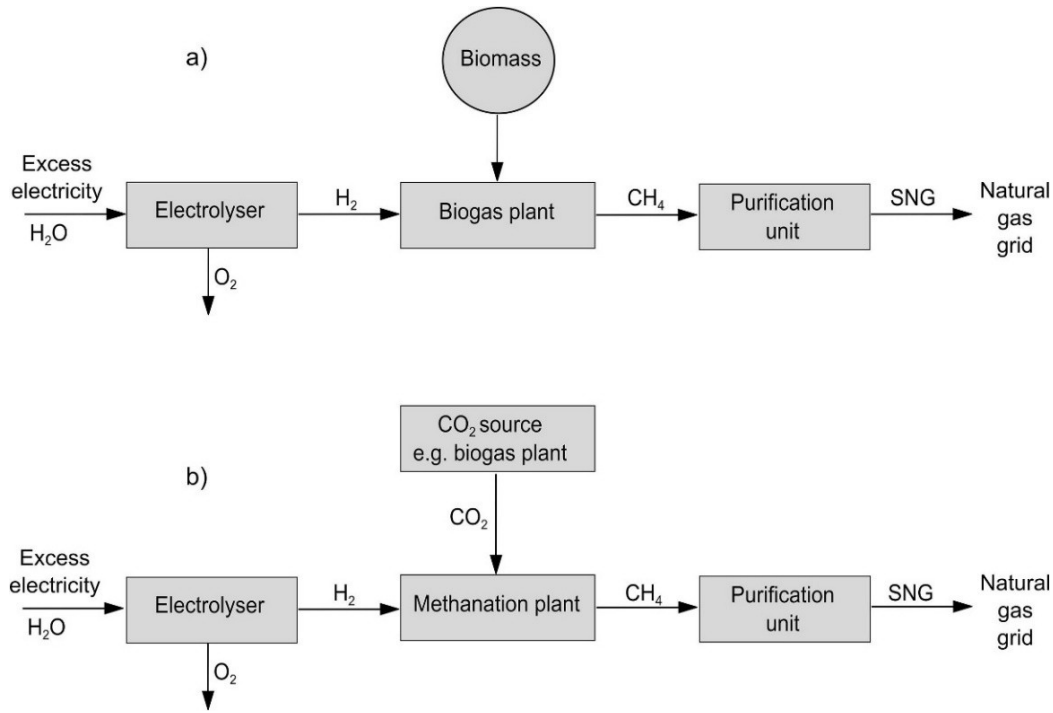 a)
Biomass
Excess
electricity
H₂O
Electrolyser
H₂
Biogas plant
CH₄
Purification
unit
SNG
Natural
gas
grid
O₂
b)
CO₂ source
e.g. biogas plant
CO₂
Excess
electricity
H₂O
Electrolyser
H₂
Methanation plant
CH₄
Purification
unit
SNG
Natural
gas
grid
O₂